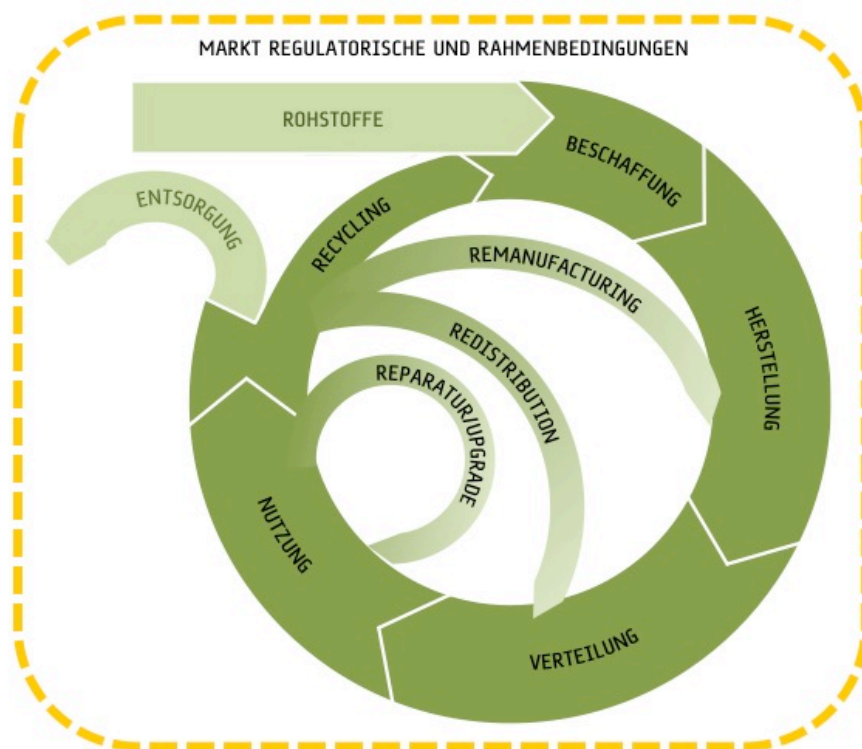 MARKT REGULATORISCHE UND RAHMENBEDINGUNGEN
ROHSTOFFE
BESCHAFFUNG
ENTSORGUNG
RECYCLING
REMANUFACTURING
HERSTELLUNG
REDISTRIBUTION
REPARATUR/UPGRADE
NUTZUNG
VERTEILUNG